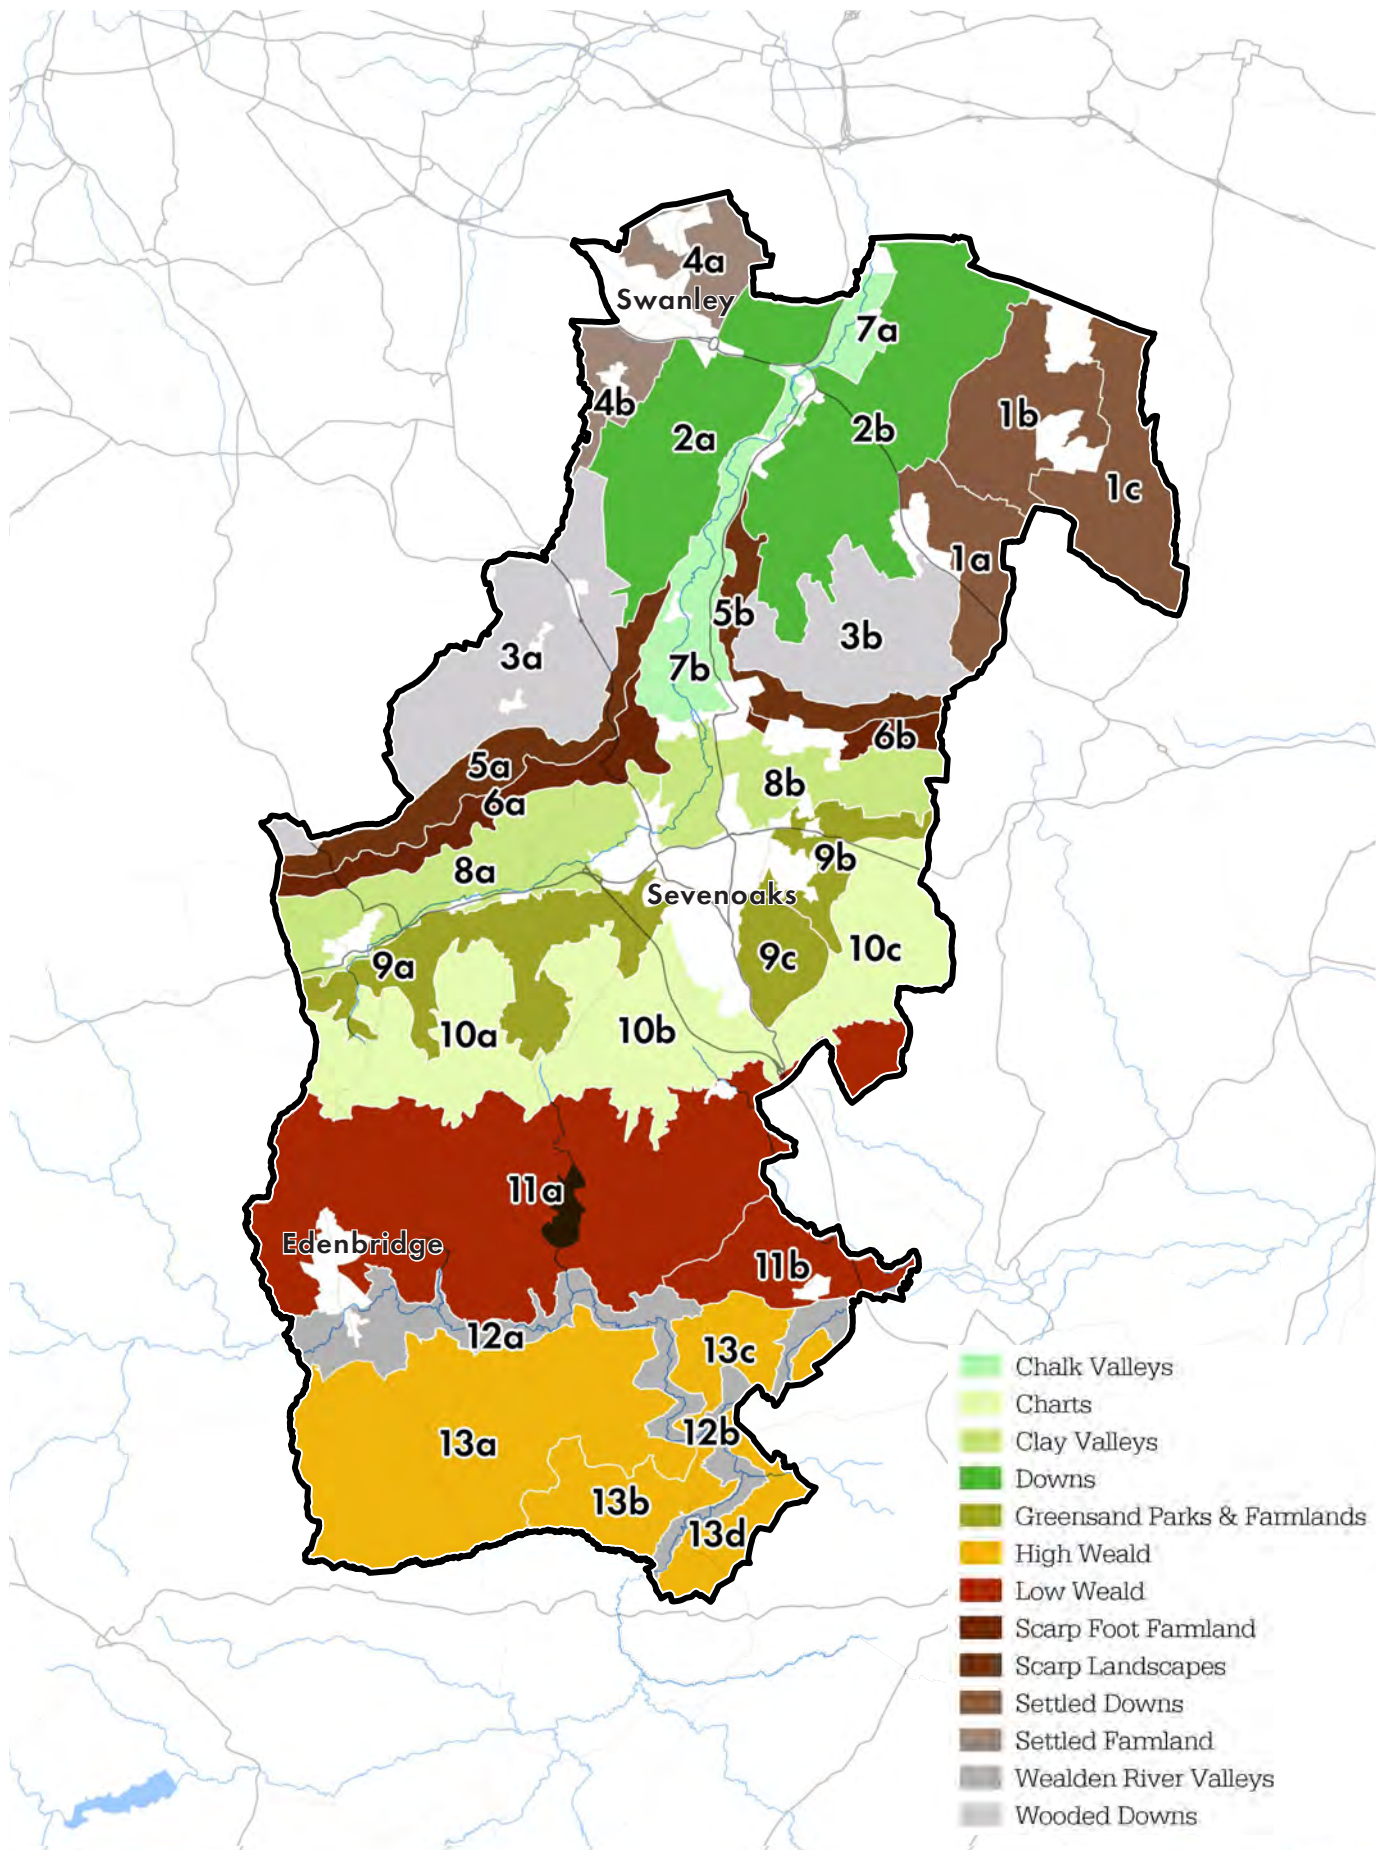 4a
Swanley
7a
4b
1b
2a
2b
1c
1a
5b
3b
3a
7b
6b
5a
8b
6a
9b
8a
Sevenoaks
10c
9c
9a
10b
10a
11a
Edenbridge
11b
12a
13c
12b
13a
13b
13d
Chalk Valleys
Charts
Clay Valleys
Downs
Greensand Parks & Farmlands
High Weald
Low Weald
Scarp Foot Farmland
Scarp Landscapes
Settled Downs
Settled Farmland
Wealden River Valleys
Wooded Downs